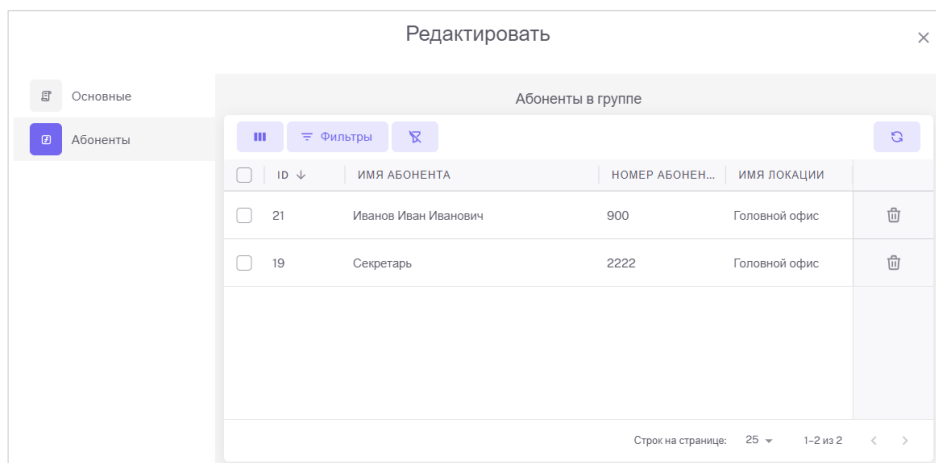 Редактировать
Основные
Абоненты
Абоненты в группе
Фильтры
ID ИМЯ АБОНЕНТА НОМЕР АБОНЕН... ИМЯ ЛОКАЦИИ
21 Иванов Иван Иванович 900 Головной офис
19 Секретарь 2222 Головной офис
Строк на странице: 25 1-2 из 2